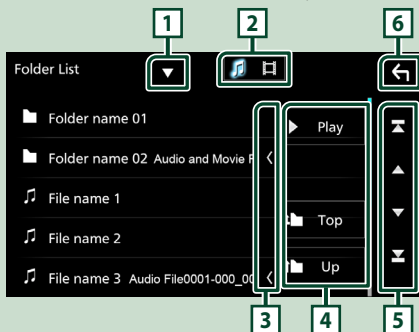 1 2 6
Folder List
Folder name 01
Play
Folder name 02 Audio and Movie F
File name 1
Top
File name 2
Up
File name 3 Audio File0001-000_00
3 4 5